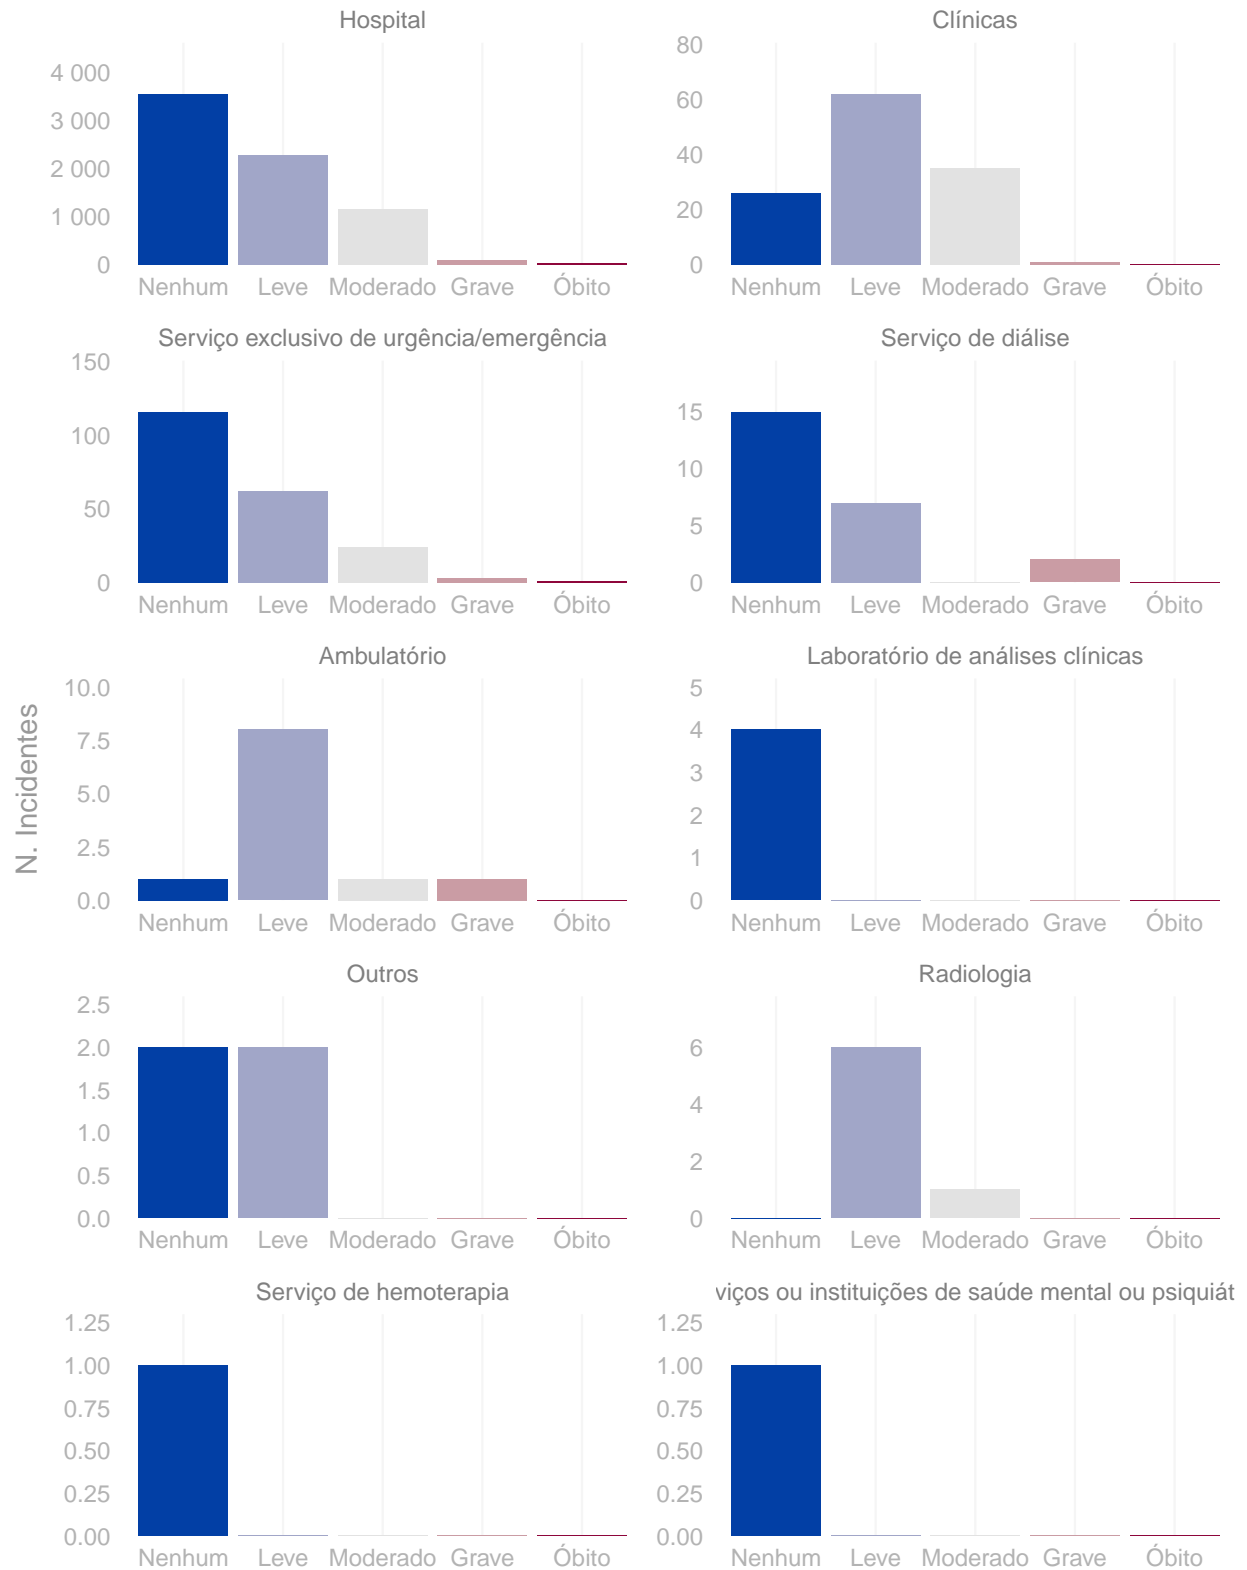 Hospital
4 000
3 000
2 000
1 000
0
Nenhum Leve Moderado Grave Óbito
Clínicas
80
60
40
20
0
Nenhum Leve Moderado Grave Óbito
Serviço exclusivo de urgência/emergência
150
100
50
0
Nenhum Leve Moderado Grave Óbito
Serviço de diálise
15
10
5
0
Nenhum Leve Moderado Grave Óbito
N. Incidentes
Ambulatório
10.0
7.5
5.0
2.5
0.0
Nenhum Leve Moderado Grave Óbito
Laboratório de análises clínicas
5
4
3
2
1
0
Nenhum Leve Moderado Grave Óbito
Outros
2.5
2.0
1.5
1.0
0.5
0.0
Nenhum Leve Moderado Grave Óbito
Radiologia
6
4
2
0
Nenhum Leve Moderado Grave Óbito
Serviço de hemoterapia
1.25
1.00
0.75
0.50
0.25
0.00
Nenhum Leve Moderado Grave Óbito
viços ou instituições de saúde mental ou psiquiát
1.25
1.00
0.75
0.50
0.25
0.00
Nenhum Leve Moderado Grave Óbito